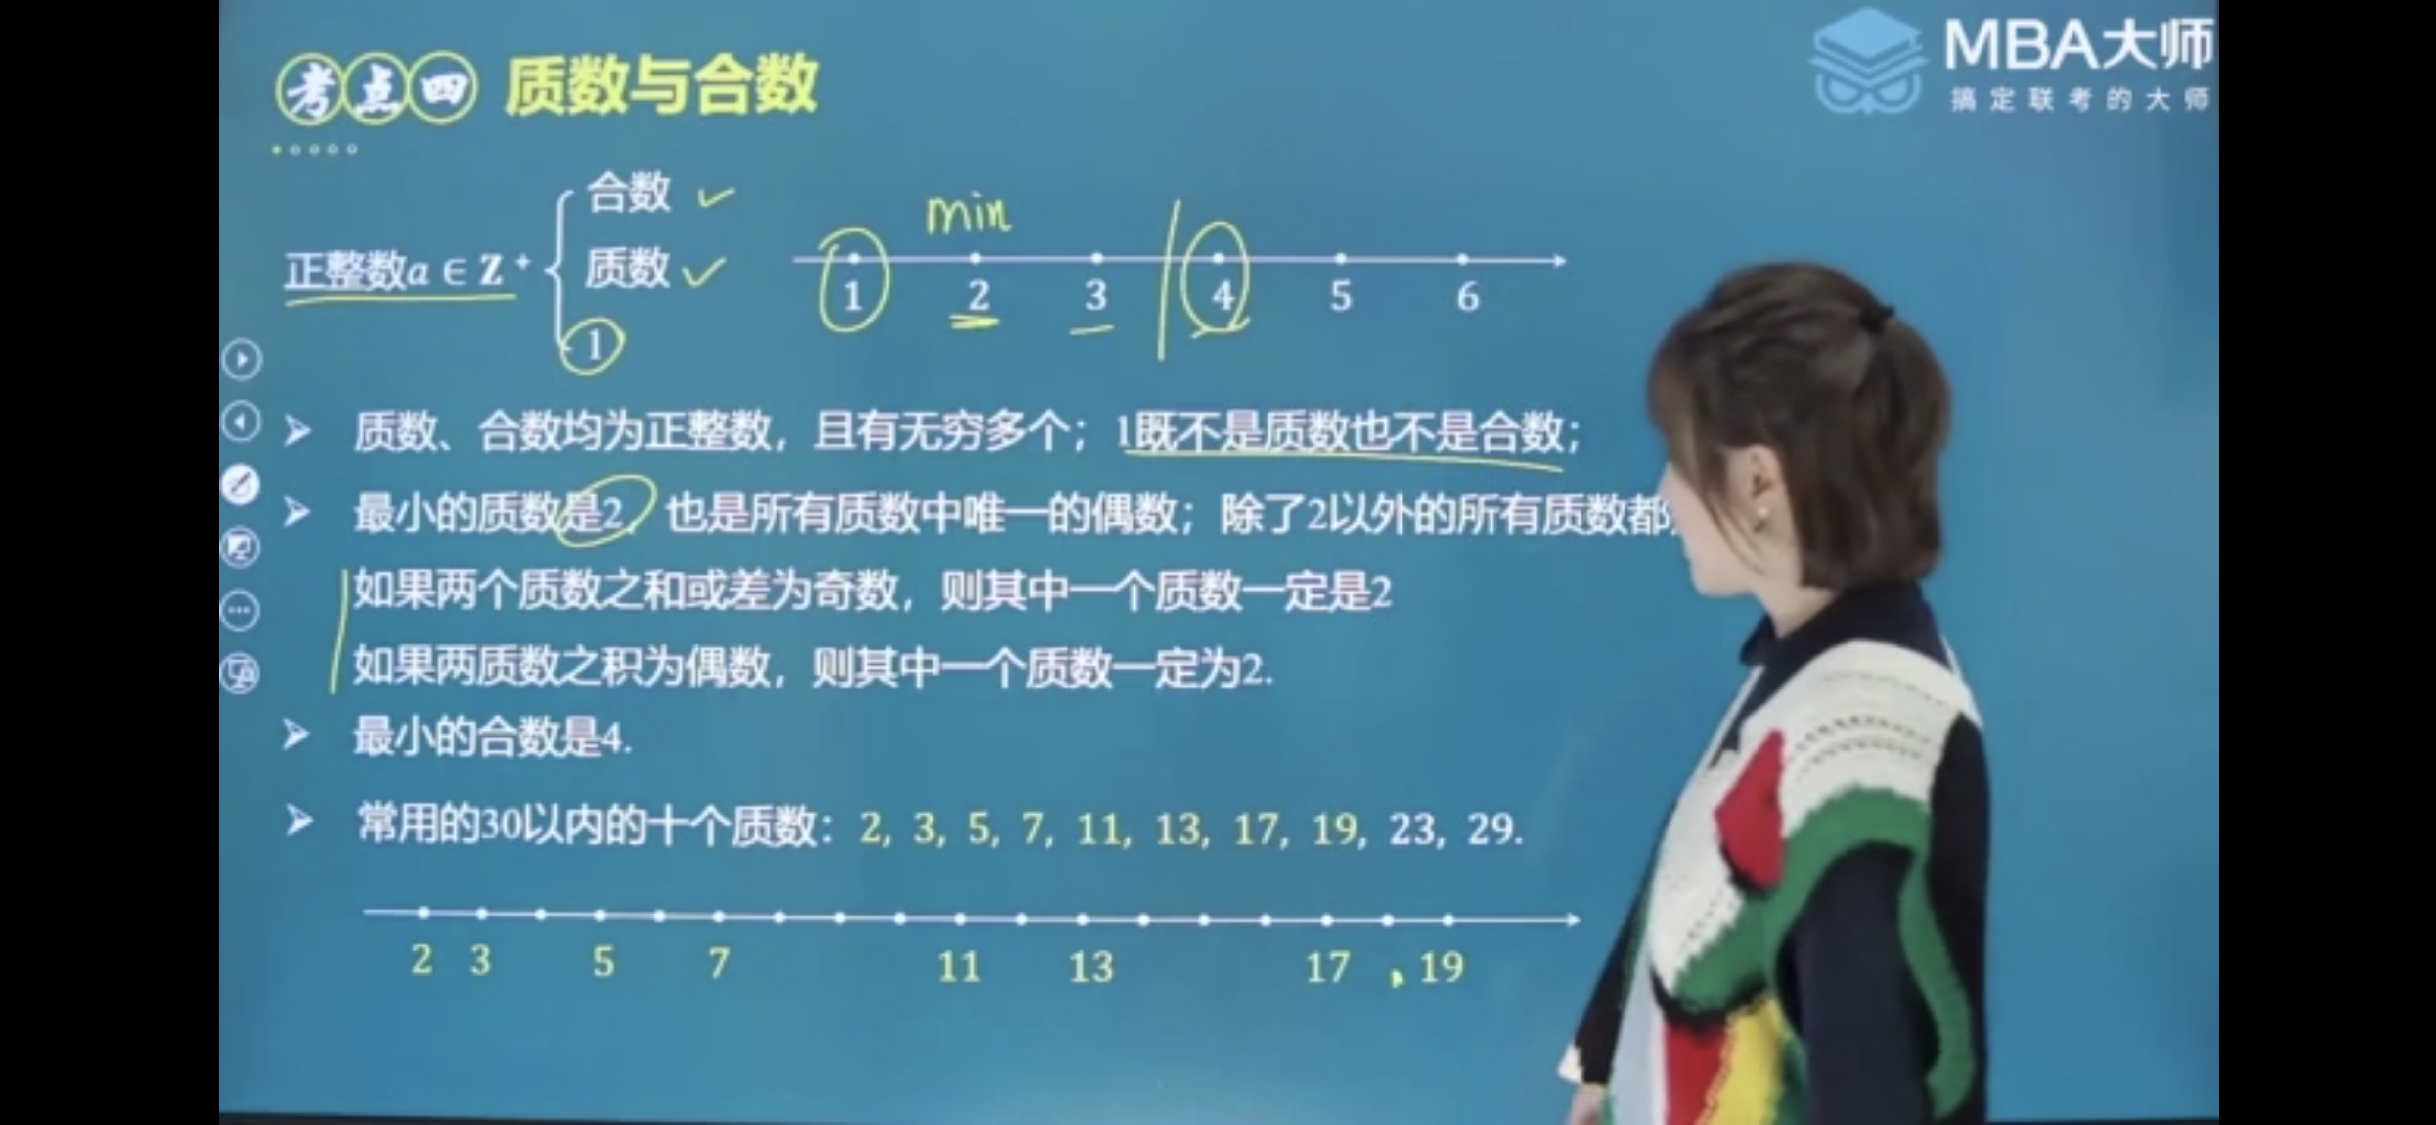 考点四 质数与合数
MBA大师
搞定联考的大师
合数
min
正整数a ∈ Z⁺
质数
1
1 2 3 4 5 6
质数、合数均为正整数，且有无穷多个；1既不是质数也不是合数；
最小的质数是2，也是所有质数中唯一的偶数；除了2以外的所有质数都
如果两个质数之和或差为奇数，则其中一个质数一定是2
如果两质数之积为偶数，则其中一个质数一定为2.
最小的合数是4.
常用的30以内的十个质数：2, 3, 5, 7, 11, 13, 17, 19, 23, 29.
2 3 5 7 11 13 17 19